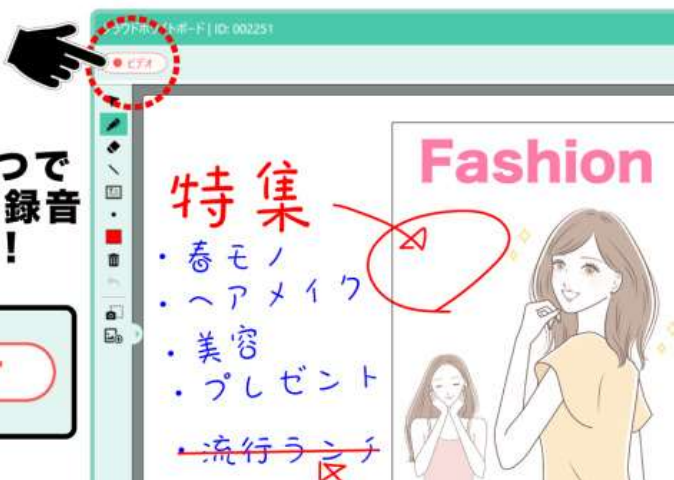 ラウドホワイトボード | ID: 002251
ビデオ
つで
録音
！
Fashion
特集
・春モノ
・ヘアメイク
・美容
・プレゼント
・流行ランチ